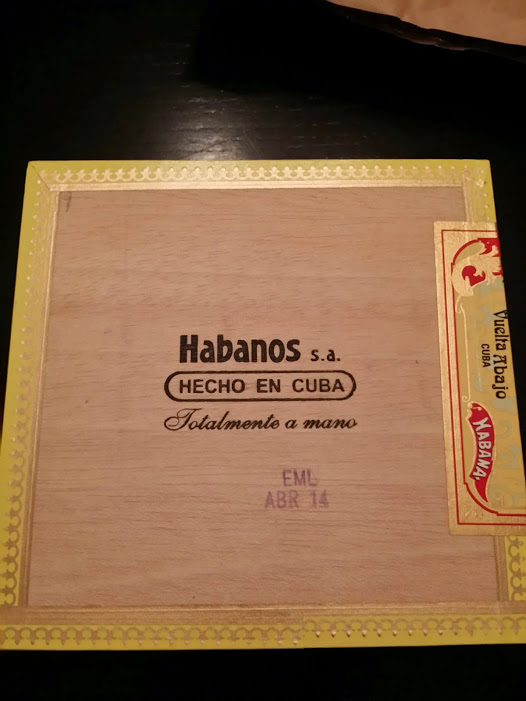 Habanos s.a.
HECHO EN CUBA
Totalmente a mano
EML
ABR 14
Vuelta Abajo
CUBA
HABANA